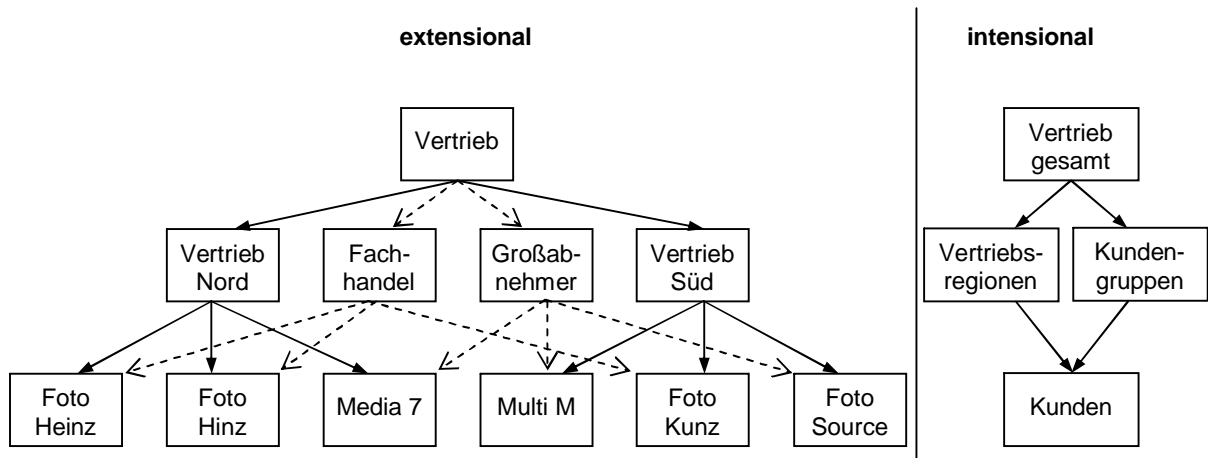 extensional
intensional
Vertrieb
Vertrieb
gesamt
Vertrieb
Nord
Fach-
handel
Großab-
nehmer
Vertrieb
Süd
Vertriebs-
regionen
Kunden-
gruppen
Foto
Heinz
Foto
Hinz
Media 7
Multi M
Foto
Kunz
Foto
Source
Kunden